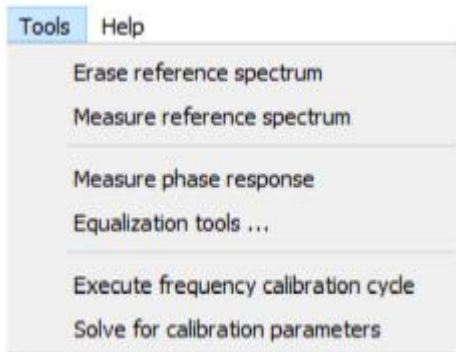 Tools Help
Erase reference spectrum
Measure reference spectrum
Measure phase response
Equalization tools ...
Execute frequency calibration cycle
Solve for calibration parameters